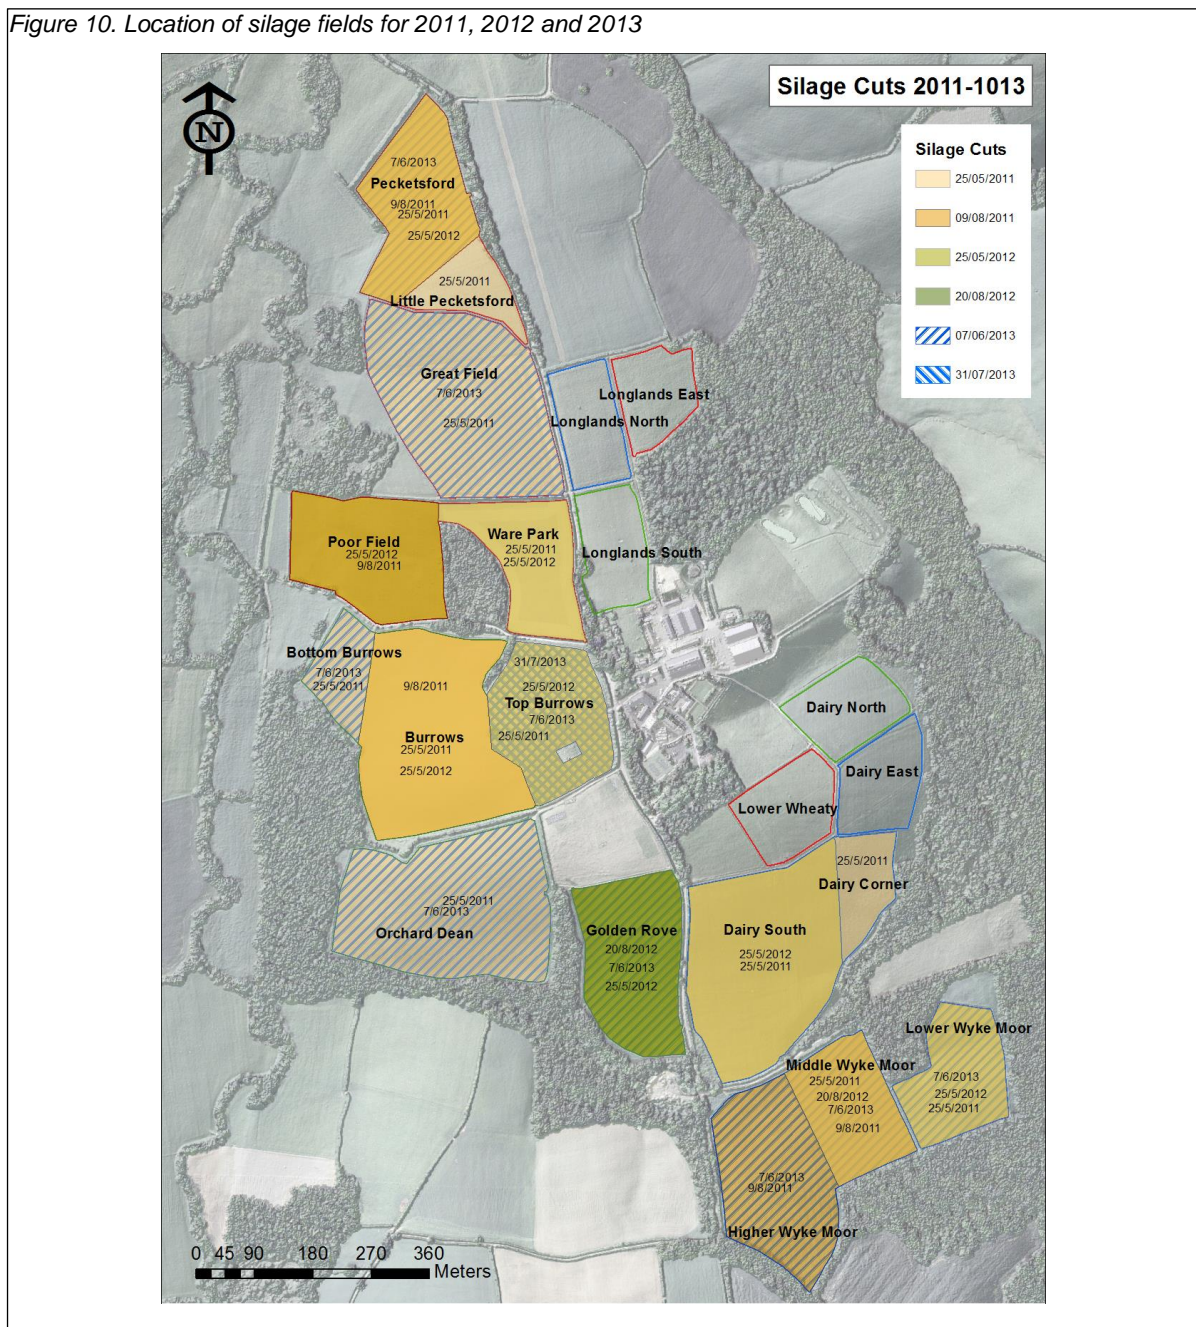 Figure 10. Location of silage fields for 2011, 2012 and 2013
Silage Cuts 2011-1013
N
Silage Cuts
25/05/2011
09/08/2011
25/05/2012
20/08/2012
07/06/2013
31/07/2013
7/6/2013
Pecketsford
9/8/2011
25/5/2011
25/5/2012
25/5/2011
Little Pecketsford
Great Field
7/6/2013
25/5/2011
Longlands East
Longlands North
Poor Field
25/5/2012
9/8/2011
Ware Park
25/5/2011
25/5/2012
Longlands South
Bottom Burrows
7/6/2013
25/5/2011
9/8/2011
Burrows
25/5/2011
25/5/2012
31/7/2013
25/5/2012
Top Burrows
7/6/2013
25/5/2011
Dairy North
Dairy East
Lower Wheaty
25/5/2011
Dairy Corner
25/5/2011
7/6/2013
Orchard Dean
Golden Rove
20/8/2012
7/6/2013
25/5/2012
Dairy South
25/5/2012
25/5/2011
Lower Wyke Moor
7/6/2013
25/5/2012
25/5/2011
Middle Wyke Moor
25/5/2011
20/8/2012
7/6/2013
9/8/2011
7/6/2013
9/8/2011
Higher Wyke Moor
0 45 90 180 270 360
Meters